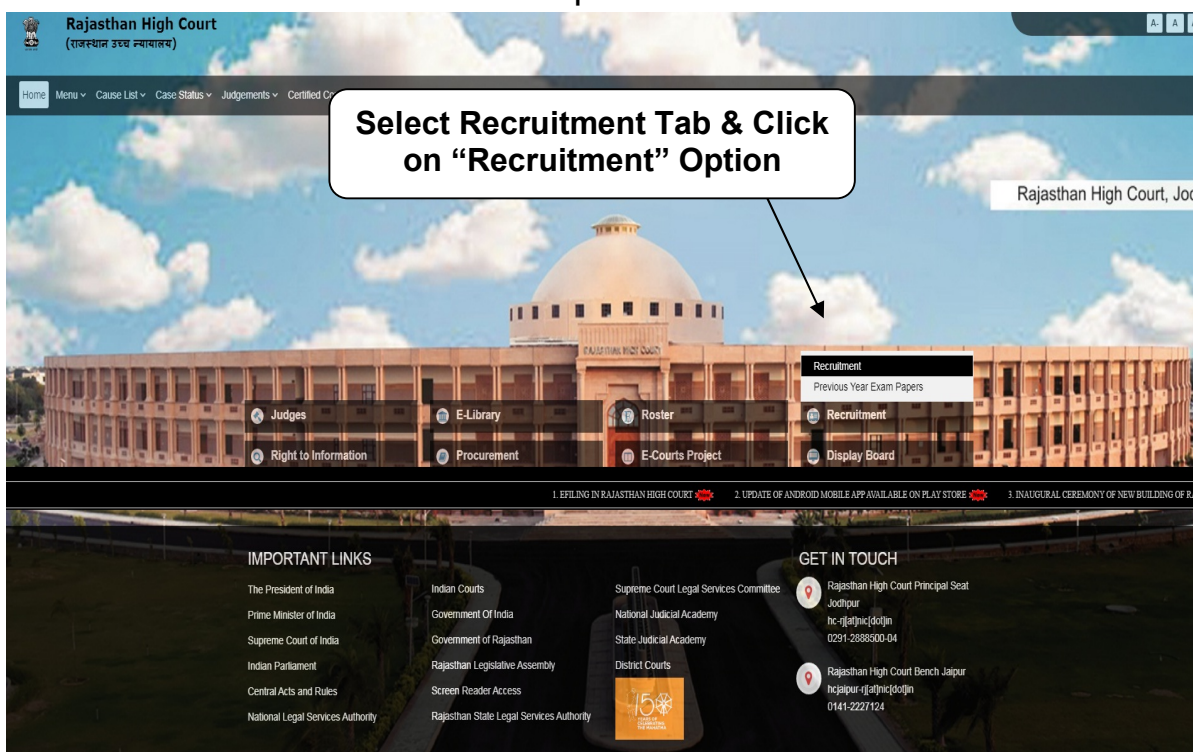 Rajasthan High Court
(राजस्थान उच्च न्यायालय)
A- A
Home Menu Cause List Case Status Judgements Certified
Select Recruitment Tab & Click
on “Recruitment” Option
Rajasthan High Court,
RAJASTHAN HIGH COURT
Recruitment
Previous Year Exam Papers
Judges E-Library Roster Recruitment
Right to Information Procurement E-Courts Project Display Board
1. EFILING IN RAJASTHAN HIGH COURT 2. UPDATE OF ANDROID MOBILE APP AVAILABLE ON PLAY STORE 3. INAUGURAL CEREMONY OF NEW BUILDING OF
IMPORTANT LINKS
The President of India
Prime Minister of India
Supreme Court of India
Indian Parliament
Central Acts and Rules
National Legal Services Authority
Indian Courts
Government Of India
Government of Rajasthan
Rajasthan Legislative Assembly
Screen Reader Access
Rajasthan State Legal Services Authority
Supreme Court Legal Services Committee
National Judicial Academy
State Judicial Academy
District Courts
150
YEARS OF
CELEBRATING
THE MAHATMA
GET IN TOUCH
Rajasthan High Court Principal Seat
Jodhpur
hc-rj[at]nic[dot]in
0291-2888500-04
Rajasthan High Court Bench Jaipur
hcjaipur-rj[at]nic[dot]in
0141-2227124